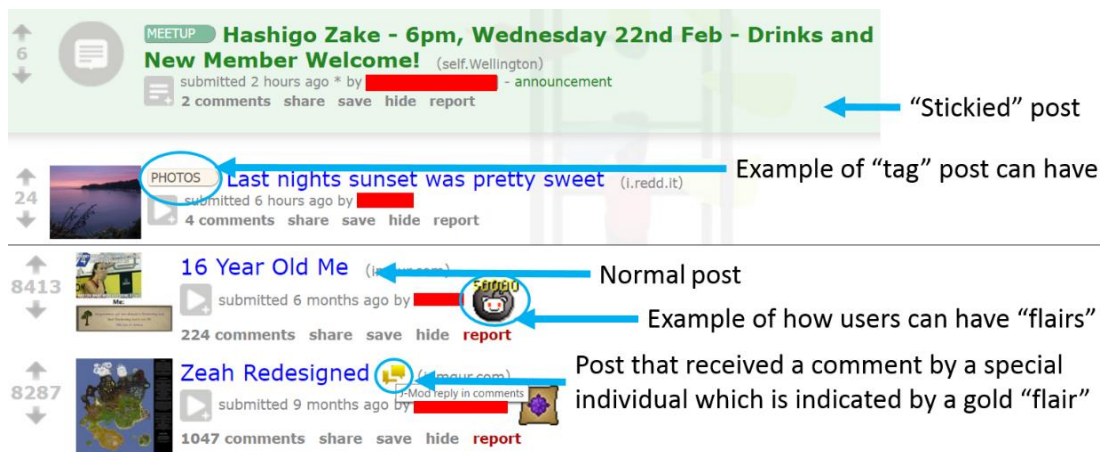 6
MEETUP Hashigo Zake - 6pm, Wednesday 22nd Feb - Drinks and
New Member Welcome! (self.Wellington)
submitted 2 hours ago * by - announcement
2 comments share save hide report
“Stickied” post
Example of “tag” post can have
24
PHOTOS Last nights sunset was pretty sweet (i.redd.it)
submitted 6 hours ago by
4 comments share save hide report
8413
16 Year Old Me
Normal post
submitted 6 months ago by
Me:
Example of how users can have “flairs”
224 comments share save hide report
8287
Zeah Redesigned
Post that received a comment by a special
individual which is indicated by a gold “flair”
J-Mod reply in comments
submitted 9 months ago by
1047 comments share save hide report